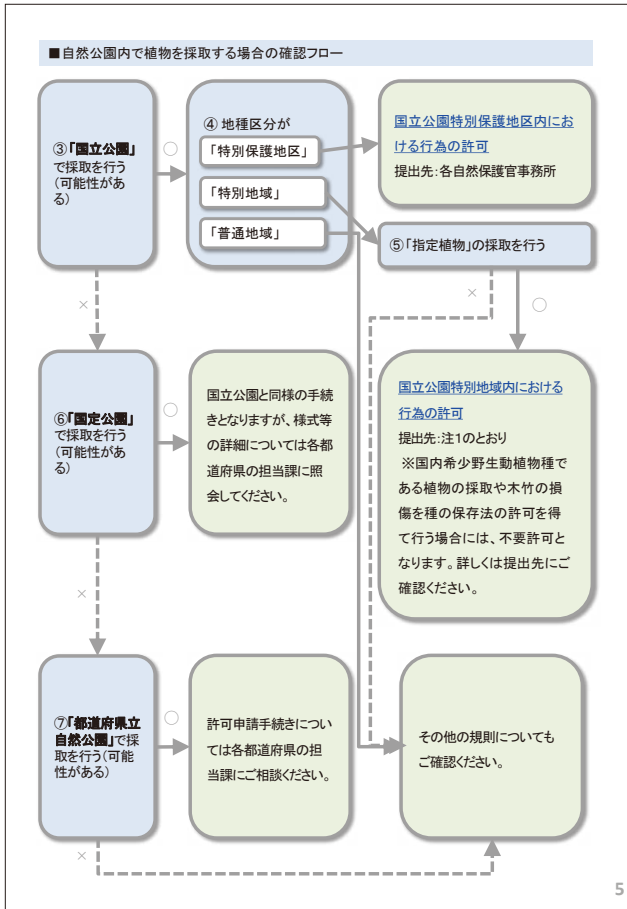 ■自然公園内で植物を採取する場合の確認フロー
③「国立公園」
で採取を行う
(可能性があ
る)
○
④ 地種区分が
「特別保護地区」
「特別地域」
「普通地域」
国立公園特別保護地区内にお
ける行為の許可
提出先：各自然保護官事務所
⑤「指定植物」の採取を行う
×
×
○
⑥「国定公園」
で採取を行う
(可能性があ
る)
○
国立公園と同様の手続
きとなりますが、様式等
の詳細については各都
道府県の担当課に照
会してください。
国立公園特別地域内における
行為の許可
提出先：注1のとおり
※国内希少野生動植物種で
ある植物の採取や木竹の損
傷を種の保存法の許可を得
て行う場合には、不要許可と
なります。詳しくは提出先にご
確認ください。
×
⑦「都道府県立
自然公園」で採
取を行う(可能
性がある)
○
許可申請手続きについ
ては各都道府県の担
当課にご相談ください。
その他の規則についても
ご確認ください。
×
5